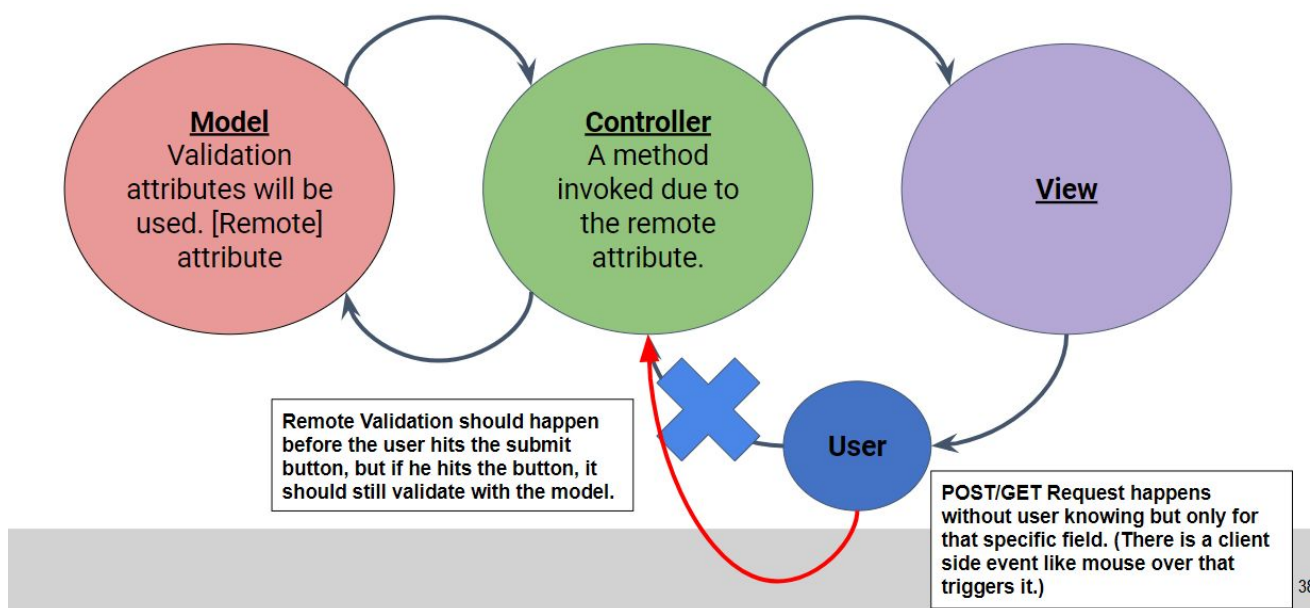 Model
Validation
attributes will be
used. [Remote]
attribute
Controller
A method
invoked due to
the remote
attribute.
View
Remote Validation should happen
before the user hits the submit
button, but if he hits the button, it
should still validate with the model.
User
POST/GET Request happens
without user knowing but only for
that specific field. (There is a client
side event like mouse over that
triggers it.)
38